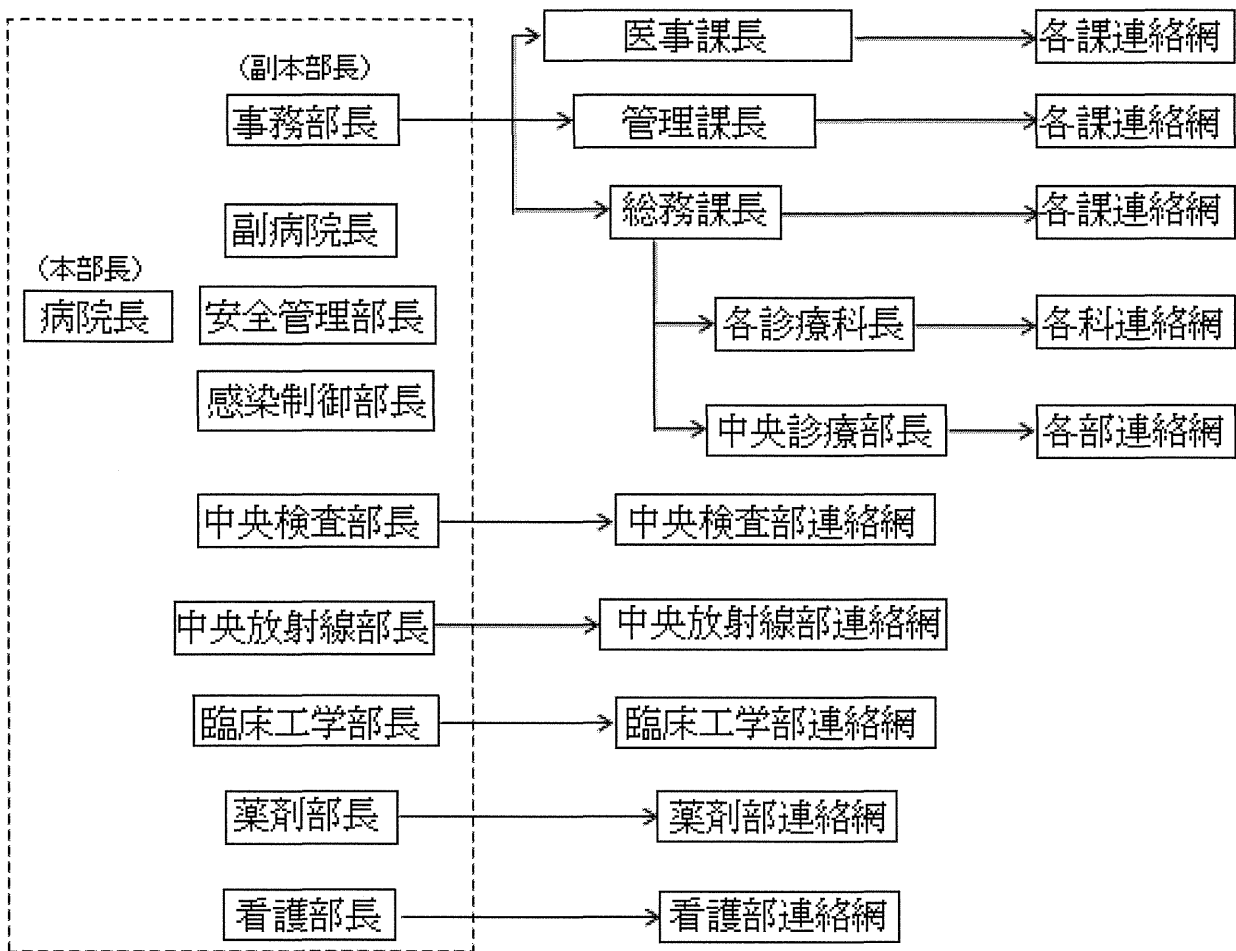 医事課長
各課連絡網
(副本部長)
事務部長
管理課長
各課連絡網
総務課長
各課連絡網
副病院長
(本部長)
病院長
安全管理部長
各診療科長
各科連絡網
感染制御部長
中央診療部長
各部連絡網
中央検査部長
中央検査部連絡網
中央放射線部長
中央放射線部連絡網
臨床工学部長
臨床工学部連絡網
薬剤部長
薬剤部連絡網
看護部長
看護部連絡網